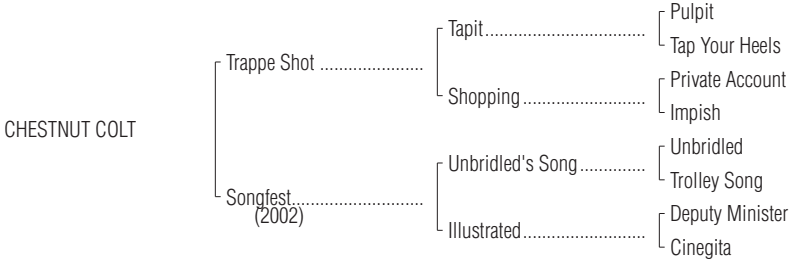 Pulpit
Tapit
Tap Your Heels
Trappe Shot
Private Account
Shopping
Impish
CHESTNUT COLT
Unbridled
Unbridled's Song
Trolley Song
Songfest
(2002)
Deputy Minister
Illustrated
Cinegita